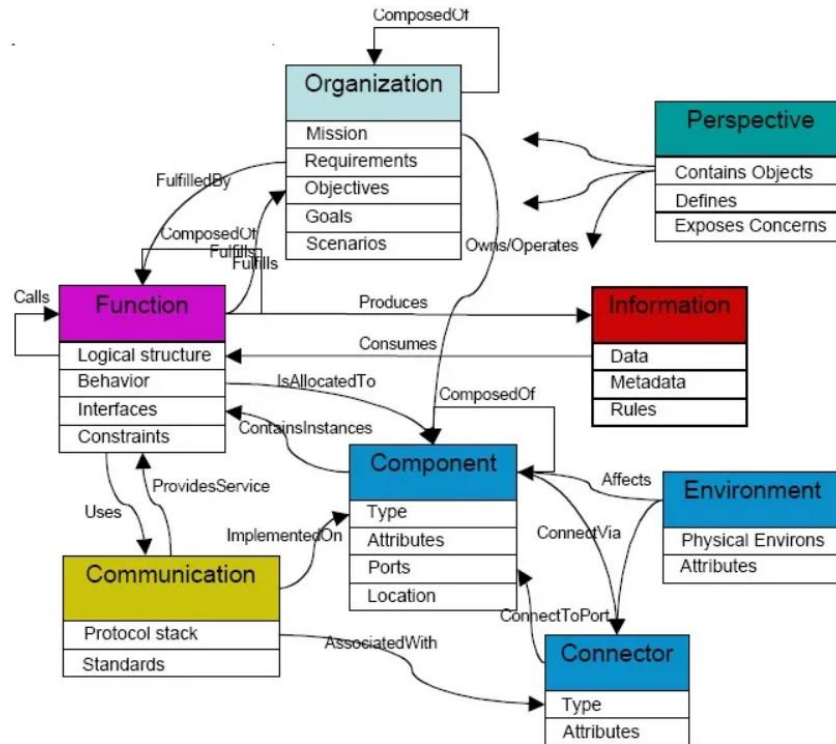 ComposedOf
Organization
Mission
Requirements
Objectives
Goals
Scenarios
Perspective
Contains Objects
Defines
Exposes Concerns
FulfilledBy
ComposedOf
Fulfills
Fulfills
Owns/Operates
Calls
Function
Logical structure
Behavior
Interfaces
Constraints
Produces
Consumes
Information
Data
Metadata
Rules
IsAllocatedTo
ComposedOf
ContainsInstances
Component
Type
Attributes
Ports
Location
Affects
Environment
Physical Environs
Attributes
ProvidesService
Uses
ImplementedOn
ConnectVia
Communication
Protocol stack
Standards
AssociatedWith
ConnectToPort
Connector
Type
Attributes